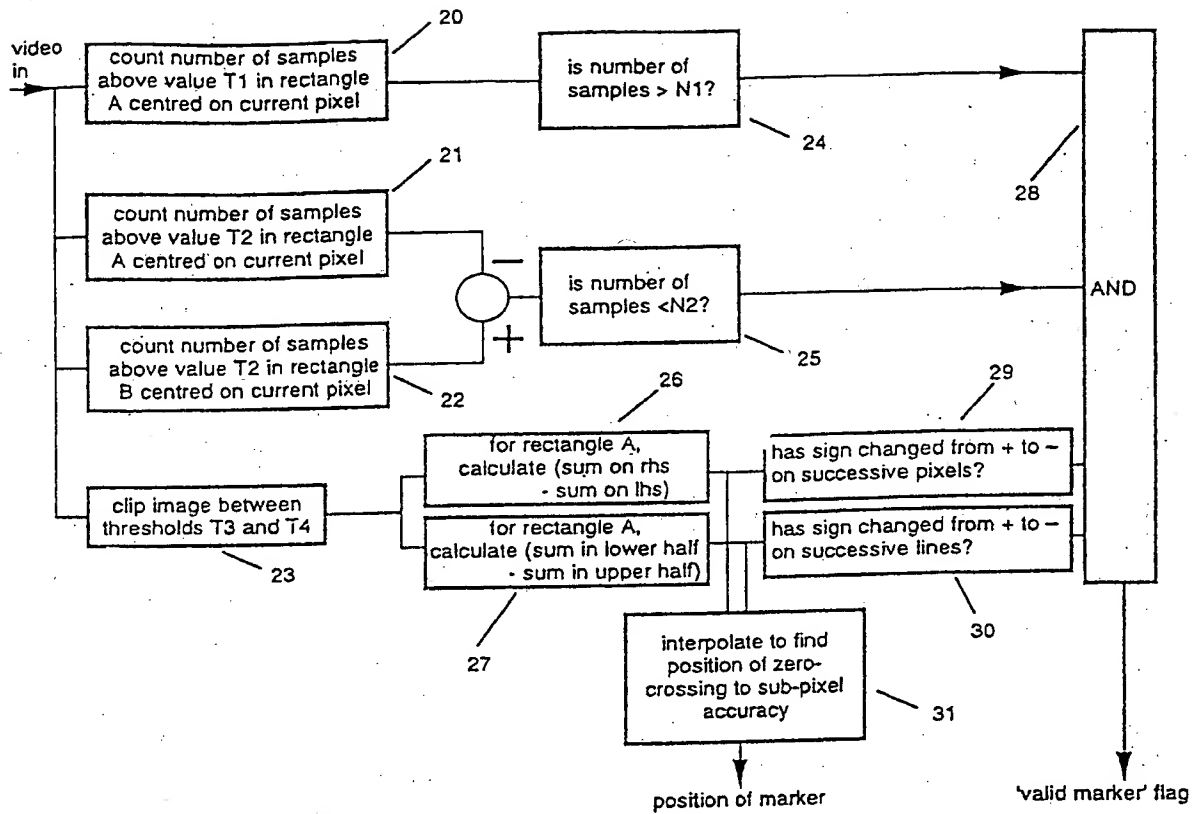 20
video
in
count number of samples
above value T1 in rectangle
A centred on current pixel
is number of
samples > N1?
24
28
21
count number of samples
above value T2 in rectangle
A centred on current pixel
−
+
is number of
samples <N2?
25
AND
count number of samples
above value T2 in rectangle
B centred on current pixel
22
26
29
for rectangle A,
calculate (sum on rhs
- sum on lhs)
has sign changed from + to −
on successive pixels?
clip image between
thresholds T3 and T4
23
for rectangle A,
calculate (sum in lower half
- sum in upper half)
27
has sign changed from + to −
on successive lines?
30
interpolate to find
position of zero-
crossing to sub-pixel
accuracy
31
position of marker
'valid marker' flag